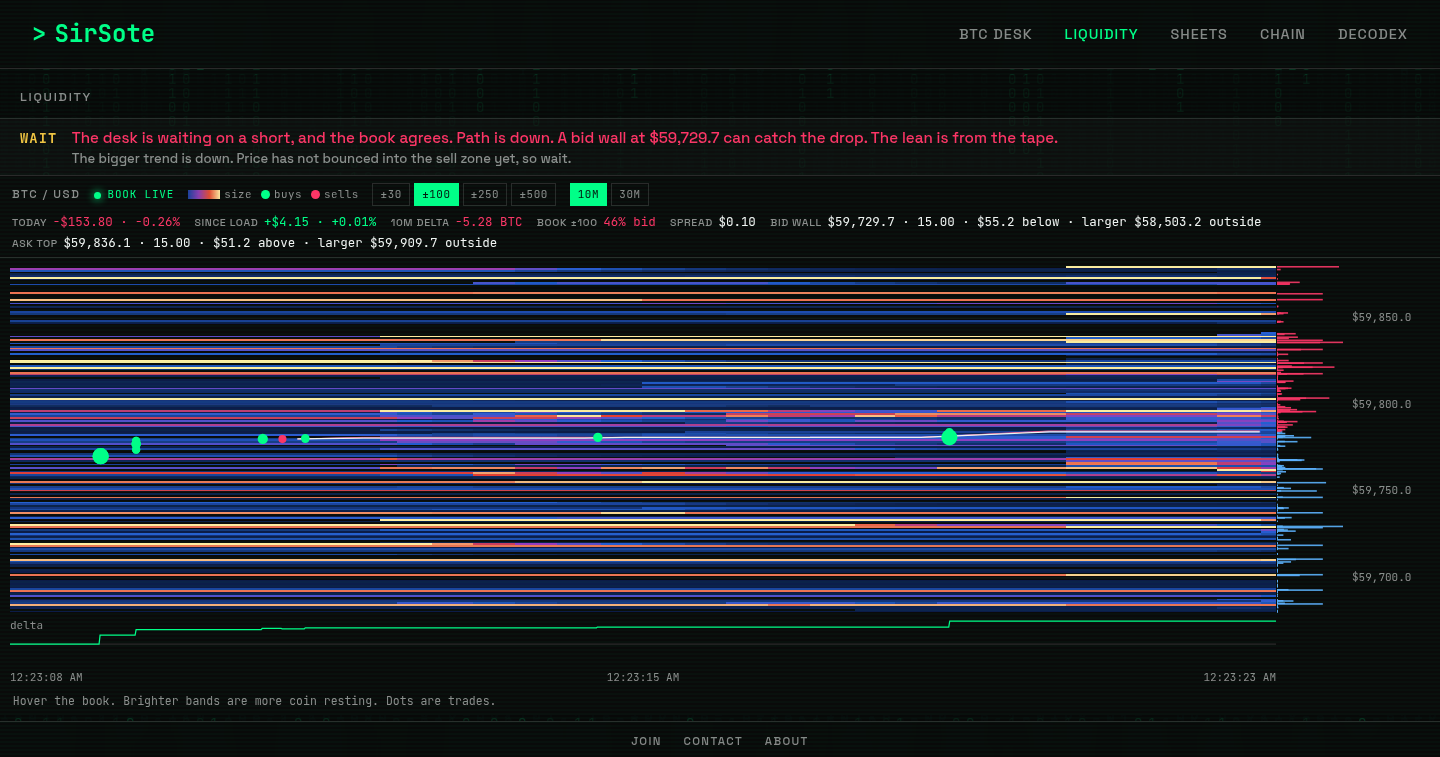 > SirSote
BTC DESK LIQUIDITY SHEETS CHAIN DECODEX
LIQUIDITY
WAIT The desk is waiting on a short, and the book agrees. Path is down. A bid wall at $59,729.7 can catch the drop. The lean is from the tape.
The bigger trend is down. Price has not bounced into the sell zone yet, so wait.
BTC / USD BOOK LIVE size buys sells ±30 ±100 ±250 ±500 10M 30M
TODAY -$153.80 · -0.26% SINCE LOAD +$4.15 · +0.01% 10M DELTA -5.28 BTC BOOK ±100 46% bid SPREAD $0.10 BID WALL $59,729.7 · 15.00 · $55.2 below · larger $58,503.2 outside
ASK TOP $59,836.1 · 15.00 · $51.2 above · larger $59,909.7 outside
$59,850.0
$59,800.0
$59,750.0
$59,700.0
delta
12:23:08 AM 12:23:15 AM 12:23:23 AM
Hover the book. Brighter bands are more coin resting. Dots are trades.
JOIN CONTACT ABOUT